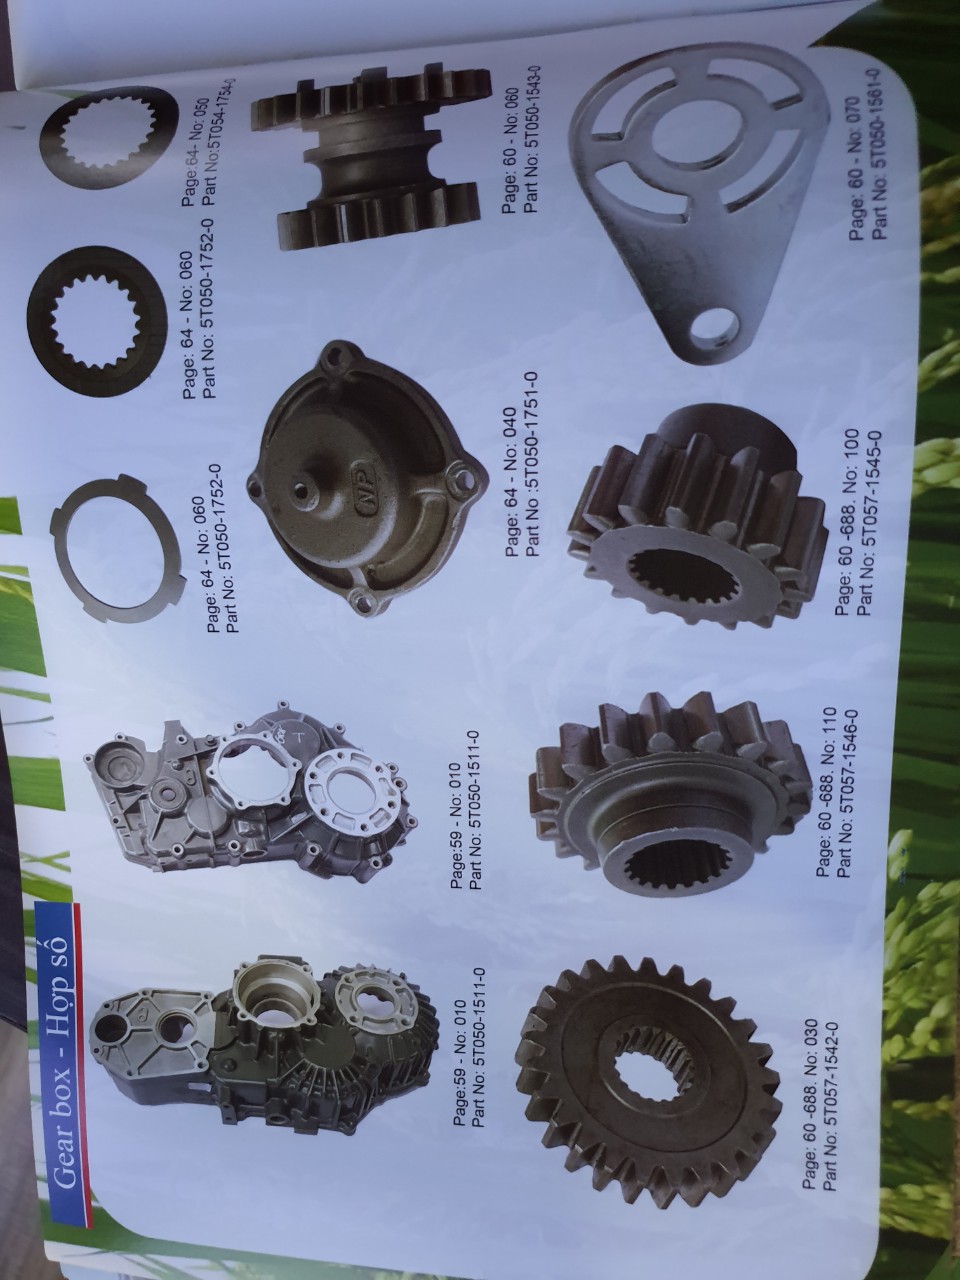 Gear box - Hợp số
Page:59 - No: 010
Part No: 5T050-1511-0
Page:59 - No: 010
Part No: 5T050-1511-0
Page: 64 - No: 060
Part No: 5T050-1752-0
Page: 64 - No: 060
Part No: 5T050-1752-0
Page:64- No: 050
Part No:5T054-1754-0
NP
Page: 64 - No: 040
Part No :5T050-1751-0
Page: 60 - No: 060
Part No: 5T050-1543-0
Page: 60 -688. No: 030
Part No: 5T057-1542-0
Page: 60 -688. No: 110
Part No: 5T057-1546-0
Page: 60 -688. No: 100
Part No: 5T057-1545-0
Page: 60 - No: 070
Part No: 5T050-1561-0